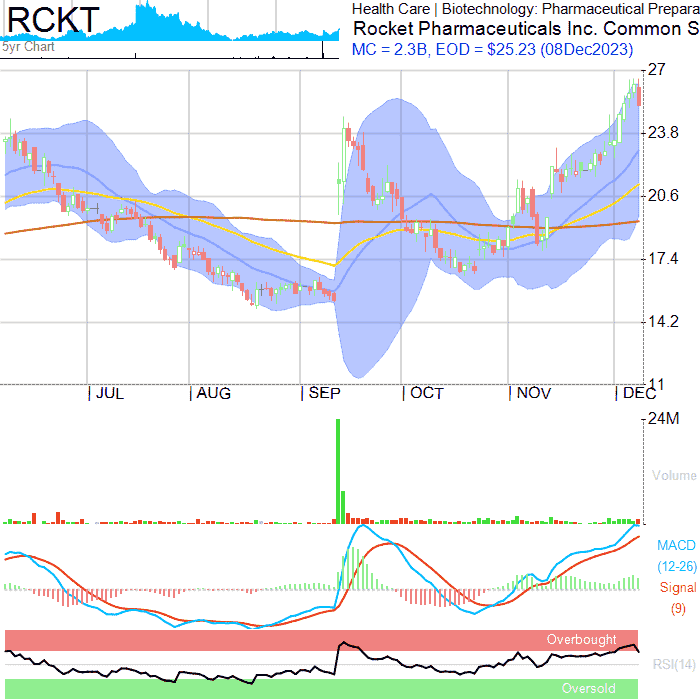 RCKT
5yr Chart
Health Care | Biotechnology: Pharmaceutical Prepara
Rocket Pharmaceuticals Inc. Common S
MC = 2.3B, EOD = $25.23 (08Dec2023)
27
23.8
20.6
17.4
14.2
11
JUL AUG SEP OCT NOV DEC
24M
Volume
MACD
(12-26)
Signal
(9)
Overbought
RSI(14)
Oversold